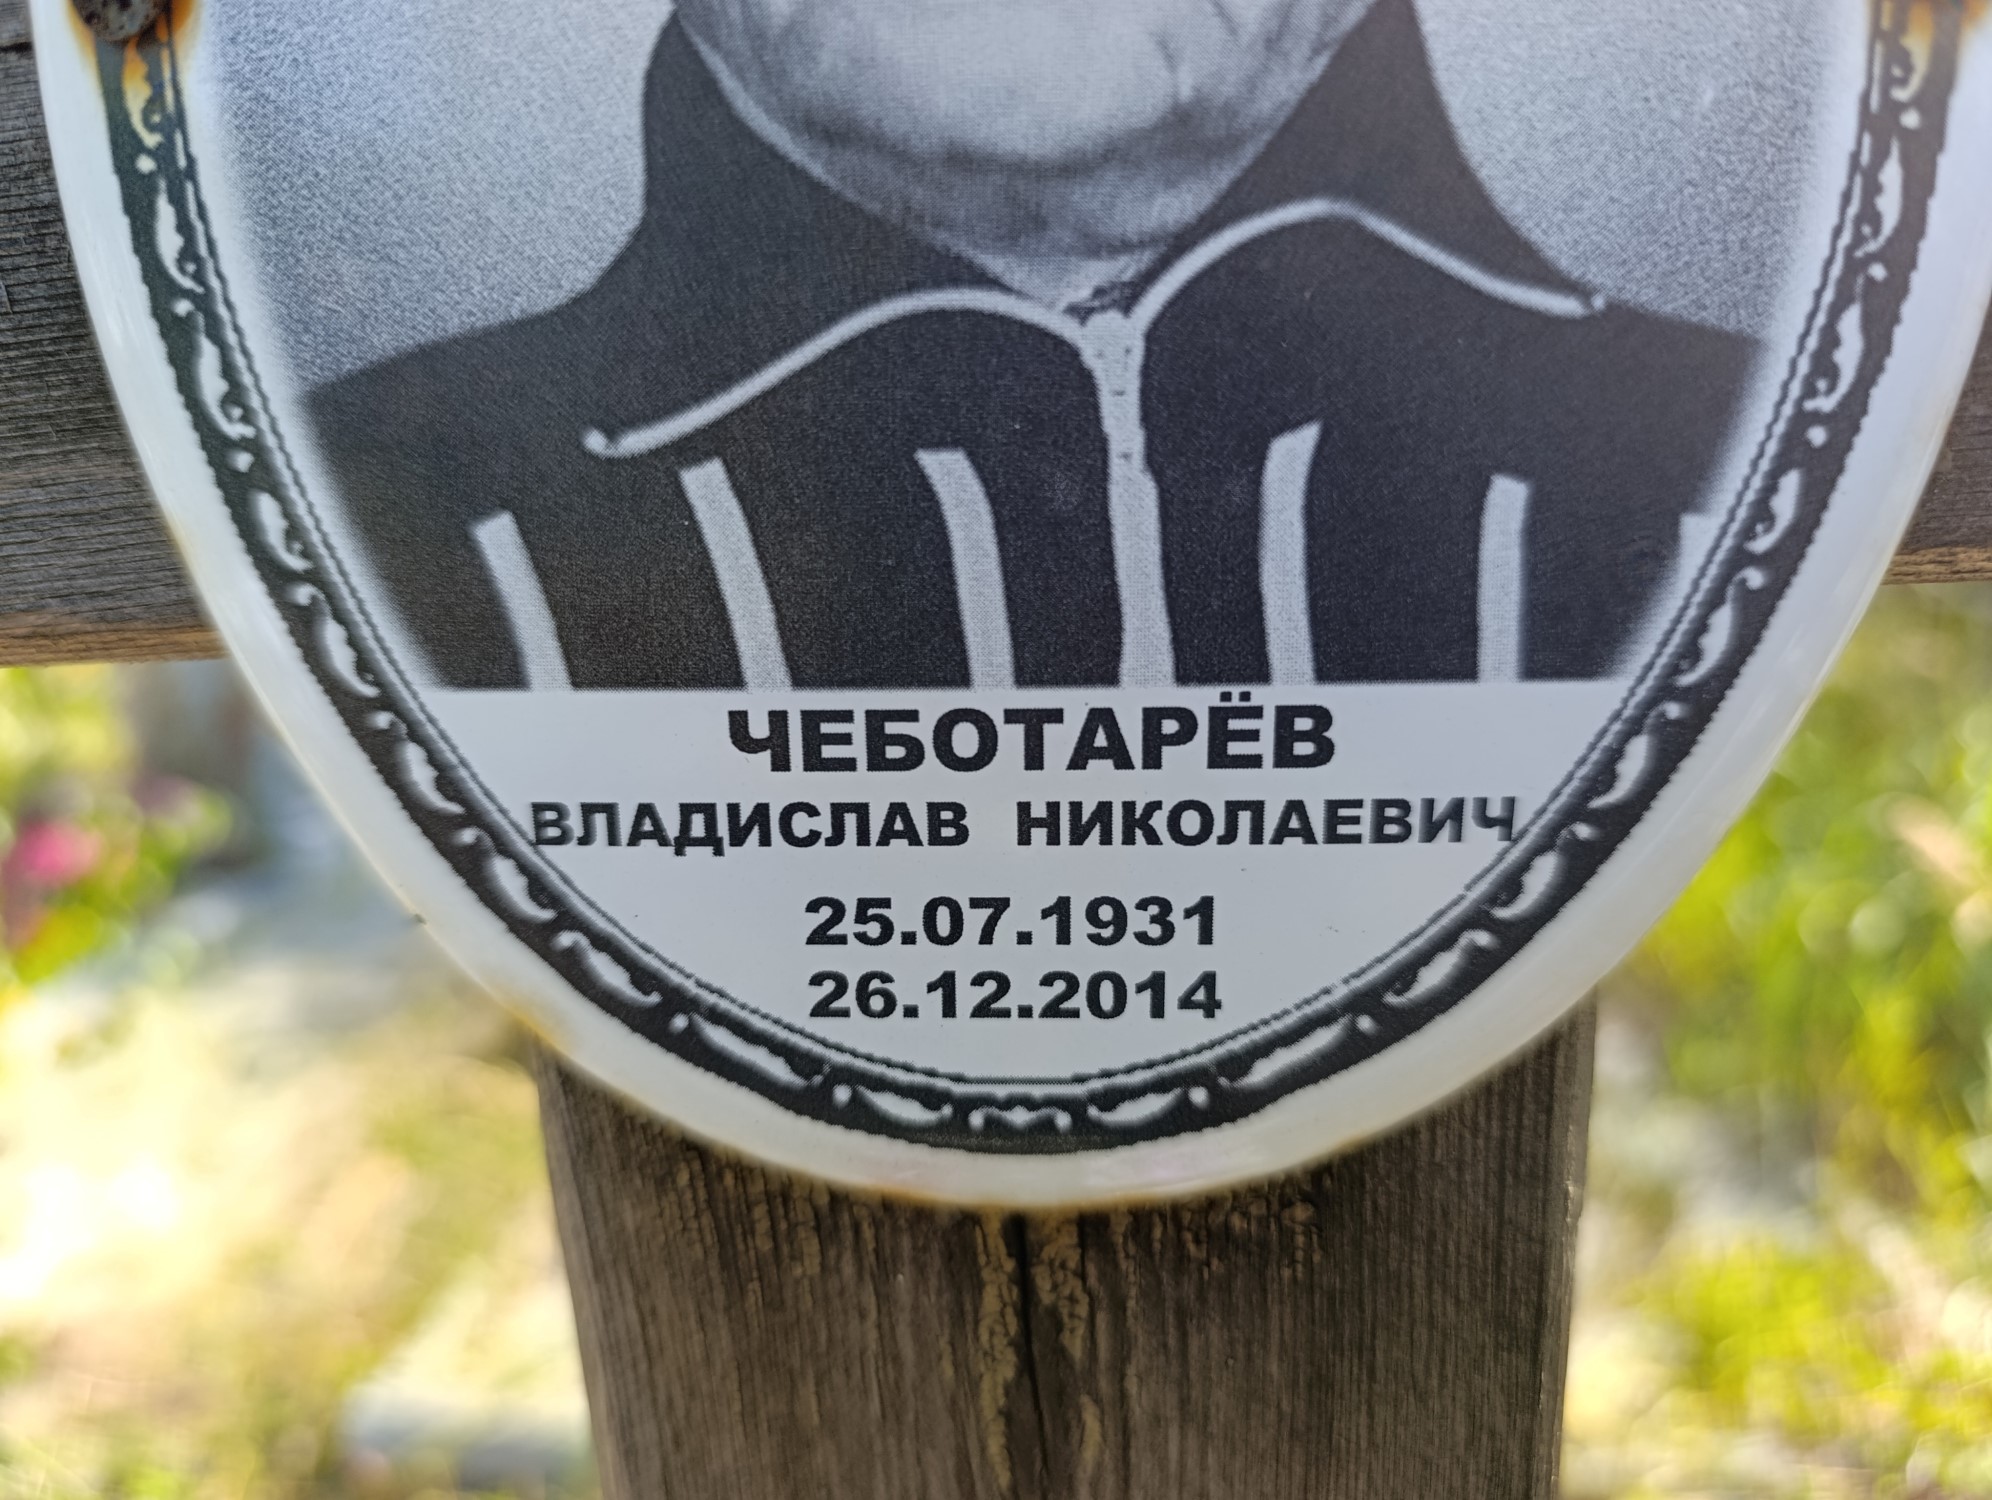 ЧЕБОТАРЁВ
ВЛАДИСЛАВ НИКОЛАЕВИЧ
25.07.1931
26.12.2014